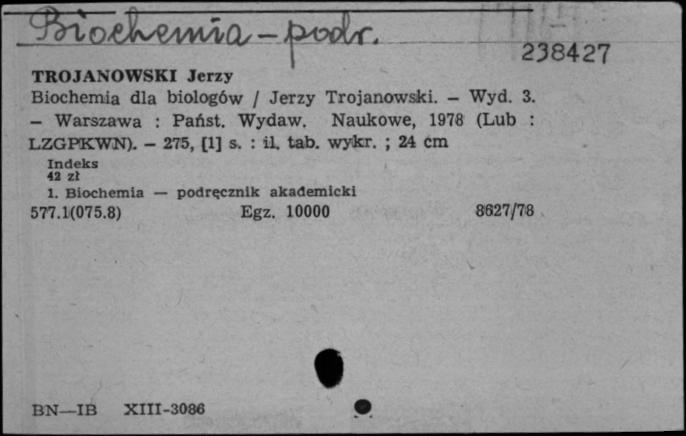 Biochemia – podr.
238427
TROJANOWSKI Jerzy
Biochemia dla biologów / Jerzy Trojanowski. — Wyd. 3.
— Warszawa : Państ. Wydaw. Naukowe, 1978 (Lub :
LZGPKWN). — 275, [1] s. : il. tab. wykr. ; 24 cm
Indeks
42 zł
1. Biochemia — podręcznik akademicki
577.1(075.8) Egz. 10000 8627/78
BN—IB XIII-3086